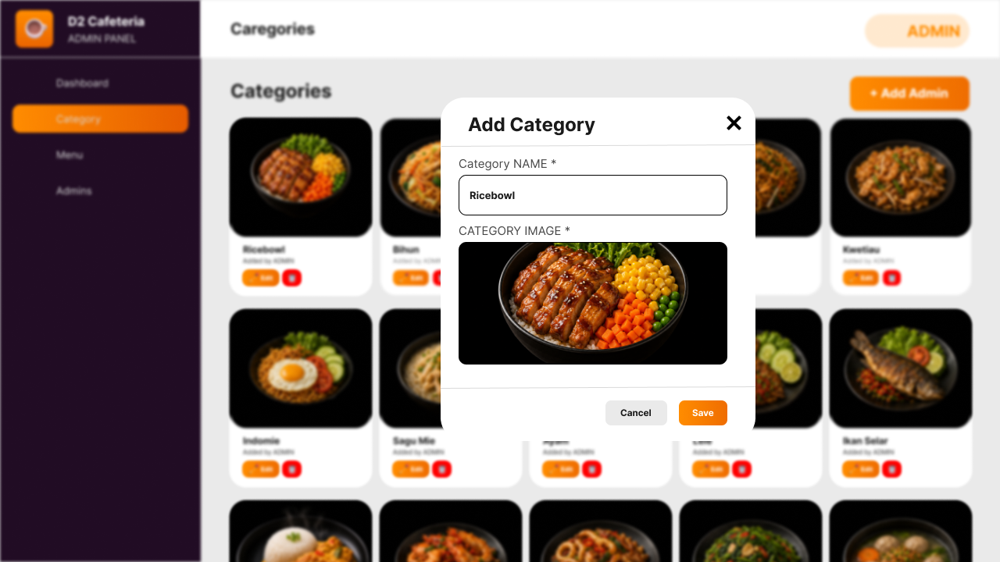 D2 Cafeteria
ADMIN PANEL
Caregories
ADMIN
Dashboard
Category
Menu
Admins
Categories
+ Add Admin
Add Category
Category NAME *
Ricebowl
CATEGORY IMAGE *
Cancel
Save
Ricebowl
Added by ADMIN
Edit
Bihun
Added by ADMIN
Edit
Kwetiau
Added by ADMIN
Edit
Indomie
Added by ADMIN
Edit
Sagu Mie
Added by ADMIN
Edit
Ayam
Added by ADMIN
Edit
Lele
Added by ADMIN
Edit
Ikan Selar
Added by ADMIN
Edit